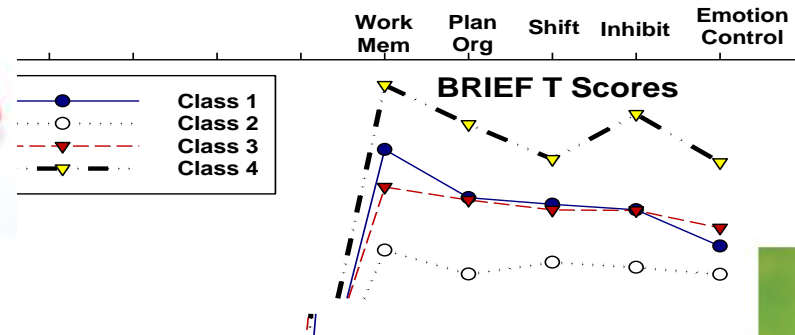 Work Mem
Plan Org
Shift
Inhibit
Emotion Control
BRIEF T Scores
Class 1
Class 2
Class 3
Class 4